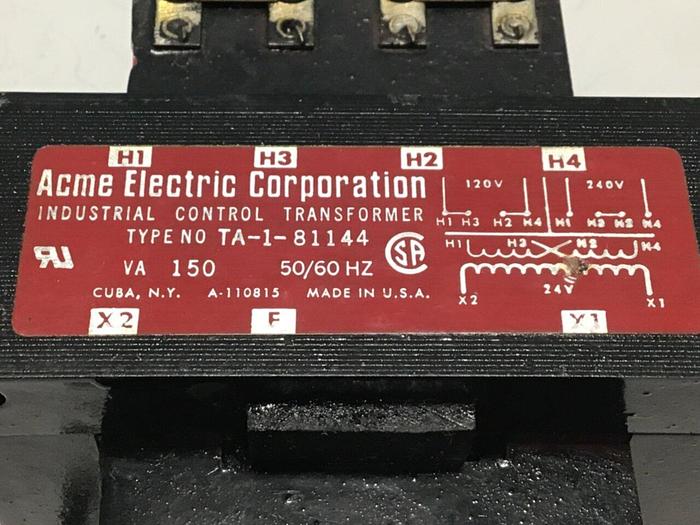 H1 H3 H2 H4
Acme Electric Corporation
INDUSTRIAL CONTROL TRANSFORMER
TYPE NO TA-1-81144
VA 150 50/60 HZ
CUBA, N.Y. A-110815 MADE IN U.S.A.
SA
120V 240V
H1 H3 H2 H4 H1 H3 H2 H4
H1 H3 H2 H4
X2 24V X1
X2 F X1